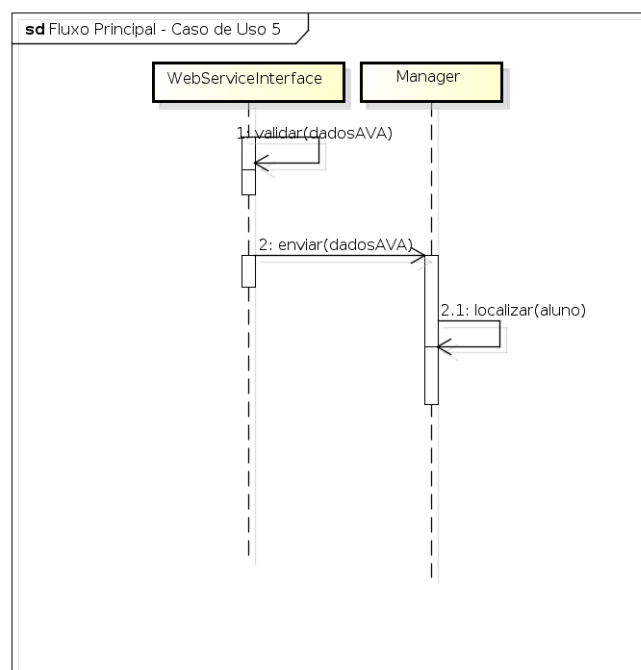 sd Fluxo Principal - Caso de Uso 5
WebServiceInterface
Manager
1: validar(dadosAVA)
2: enviar(dadosAVA)
2.1: localizar(aluno)